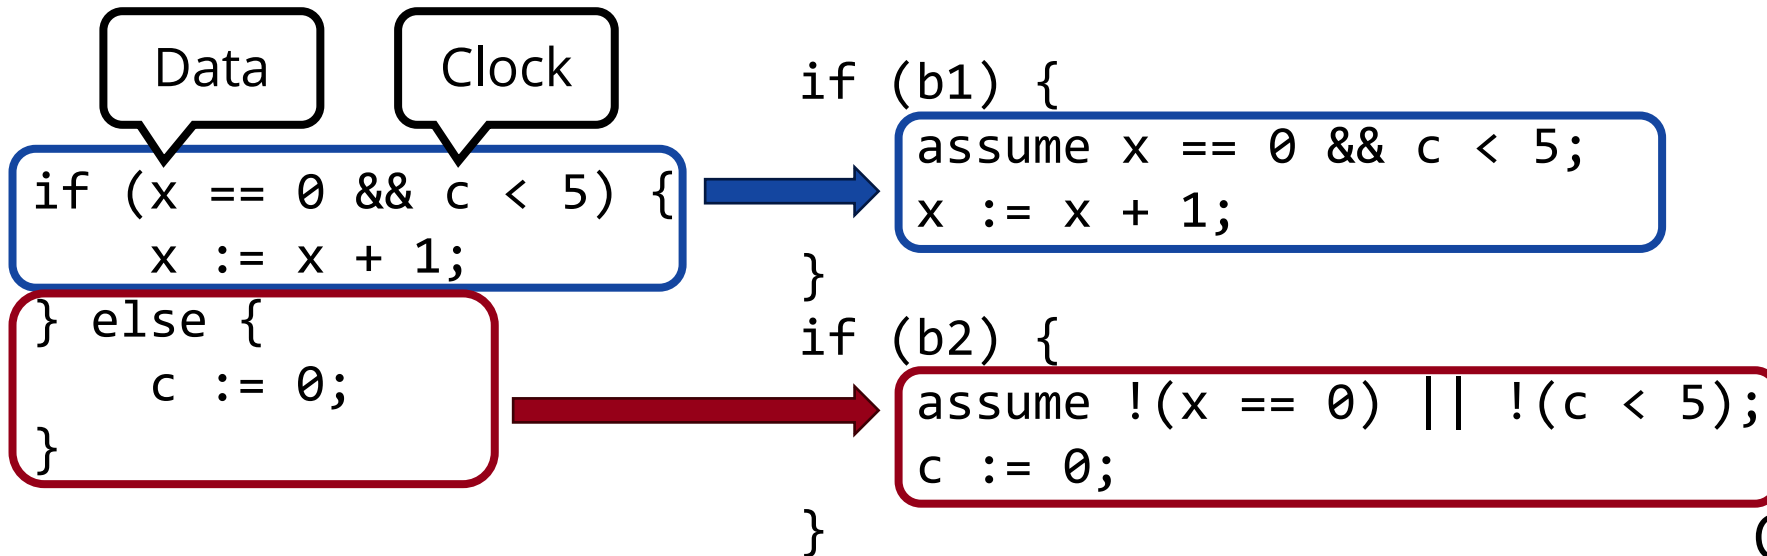 Data
Clock
if (x == 0 && c < 5) {
x := x + 1;
} else {
c := 0;
}
if (b1) {
assume x == 0 && c < 5;
x := x + 1;
}
if (b2) {
assume !(x == 0) || !(c < 5);
c := 0;
}